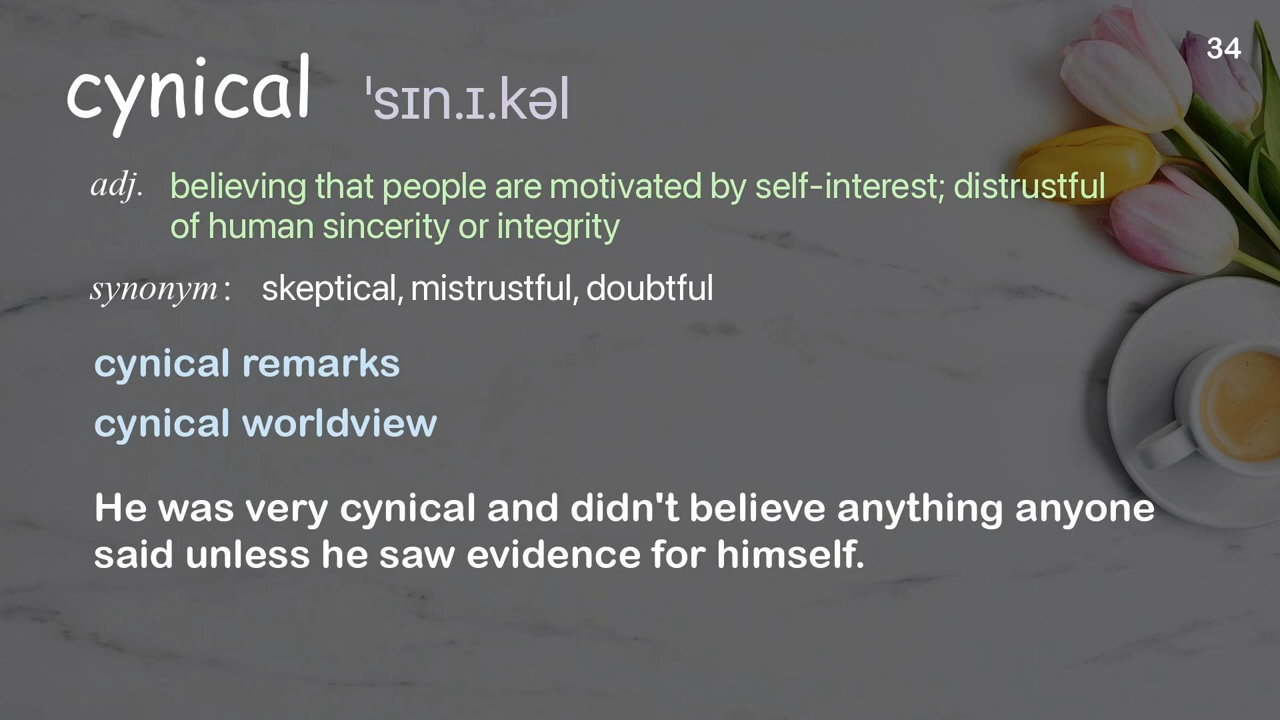 34
cynical ˈsɪn.ɪ.kəl
adj. believing that people are motivated by self-interest; distrustful
of human sincerity or integrity
synonym: skeptical, mistrustful, doubtful
cynical remarks
cynical worldview
He was very cynical and didn't believe anything anyone
said unless he saw evidence for himself.